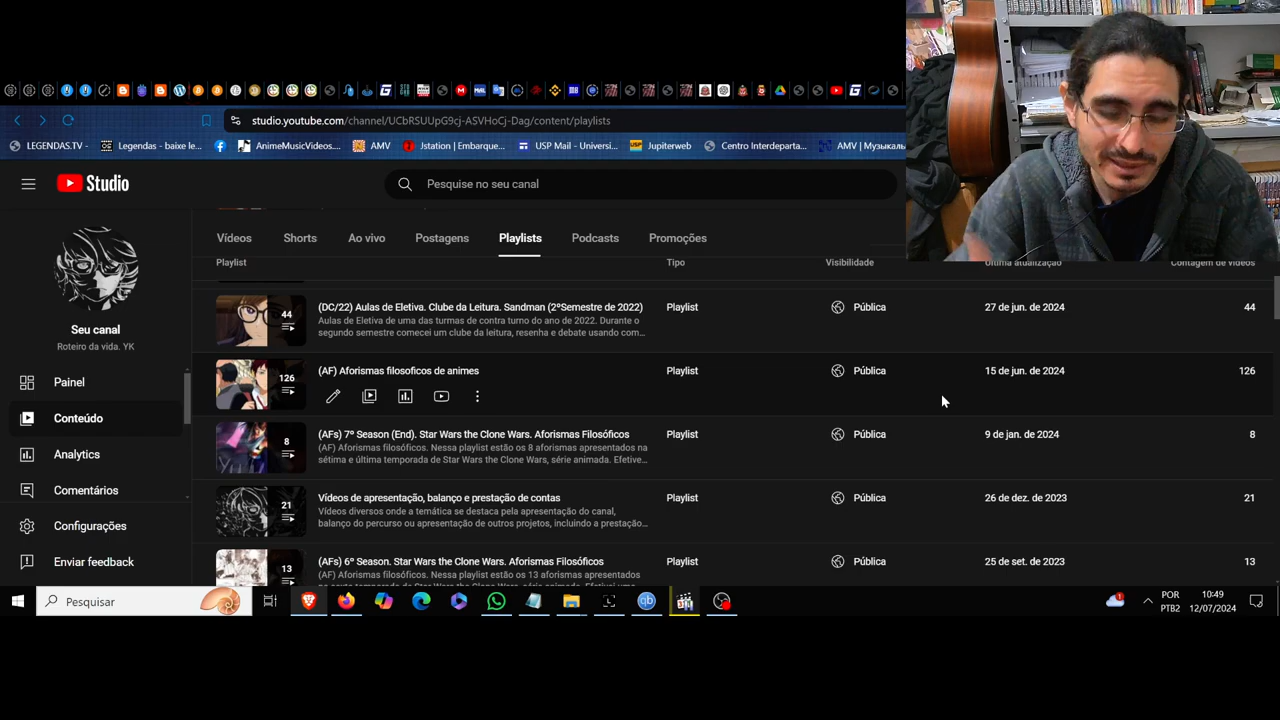 studio.youtube.com/channel/UCbRSUUpG9cj-ASVHoCj-Dag/content/playlists
LEGENDAS.TV - Legendas - baixe le... AnimeMusicVideos.... AMV Jstation | Embarque... USP Mail - Universi... Jupiterweb Centro Interdeparta... AMV | Музыкаль
Studio
Pesquise no seu canal
Vídeos Shorts Ao vivo Postagens Playlists Podcasts Promoções
Playlist Tipo Visibilidade Última atualização Contagem de vídeos
Seu canal
Roteiro da vida. YK
Painel
Conteúdo
Analytics
Comentários
Configurações
Enviar feedback
44
(DC/22) Aulas de Eletiva. Clube da Leitura. Sandman (2ºSemestre de 2022) Playlist Pública 27 de jun. de 2024 44
Aulas de Eletiva de uma das turmas de contra turno do ano de 2022. Durante o
segundo semestre comecei um clube da leitura, resenha e debate usando com...
126
(AF) Aforismas filosoficos de animes Playlist Pública 15 de jun. de 2024 126
8
(AFs) 7º Season (End). Star Wars the Clone Wars. Aforismas Filosóficos Playlist Pública 9 de jan. de 2024 8
(AF) Aforismas filosóficos. Nessa playlist estão os 8 aforismas apresentados na
sétima e última temporada de Star Wars the Clone Wars, série animada. Efetive...
21
Vídeos de apresentação, balanço e prestação de contas Playlist Pública 26 de dez. de 2023 21
Vídeos diversos onde a temática se destaca pela apresentação do canal,
balanço do percurso ou apresentação de outros projetos, incluindo a prestação...
13
(AFs) 6º Season. Star Wars the Clone Wars. Aforismas Filosóficos Playlist Pública 25 de set. de 2023 13
(AF) Aforismas filosóficos. Nessa playlist estão os 13 aforismas apresentados
Pesquisar
POR
PTB2
10:49
12/07/2024